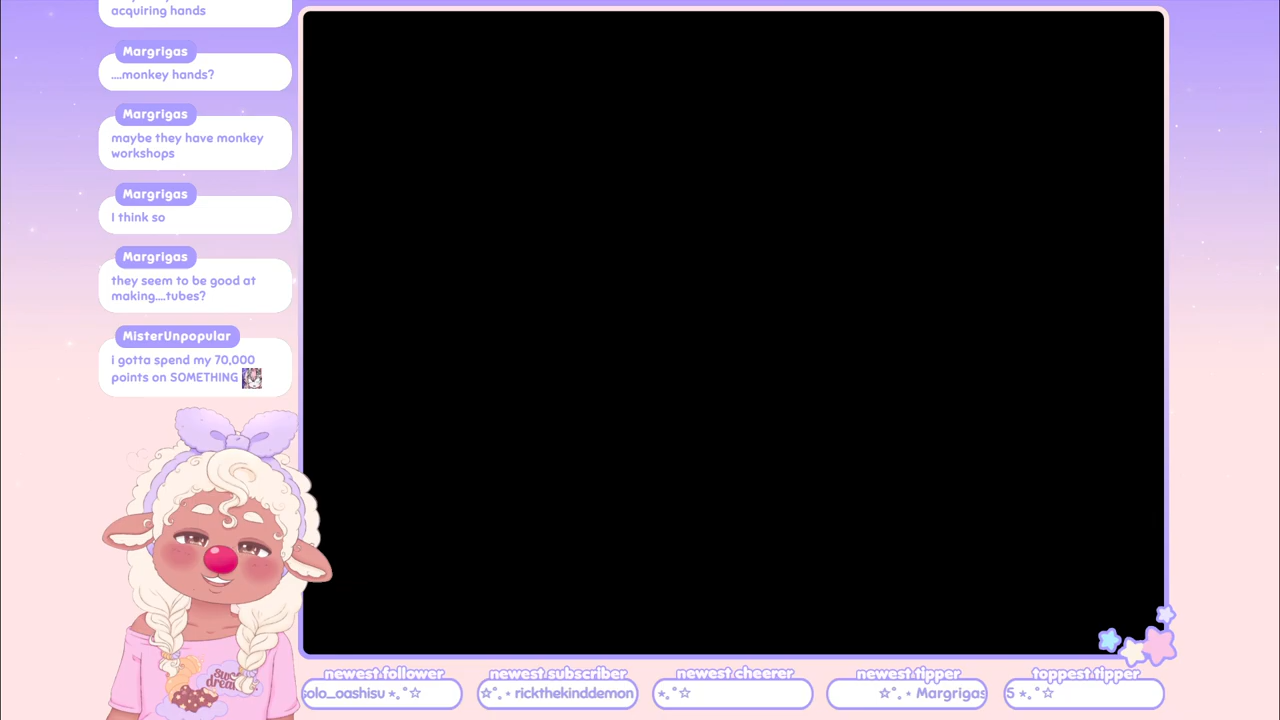 acquiring hands
Margrigas
....monkey hands?
Margrigas
maybe they have monkey
workshops
Margrigas
I think so
Margrigas
they seem to be good at
making....tubes?
MisterUnpopular
i gotta spend my 70,000
points on SOMETHING
newest follower
solo_oashisu ⋆.˚☆
newest subscriber
☆˚.⋆ rickthekinddemon
newest cheerer
⋆.˚☆
newest tipper
☆˚.⋆ Margrigas
toppest tipper
5 ⋆.˚☆